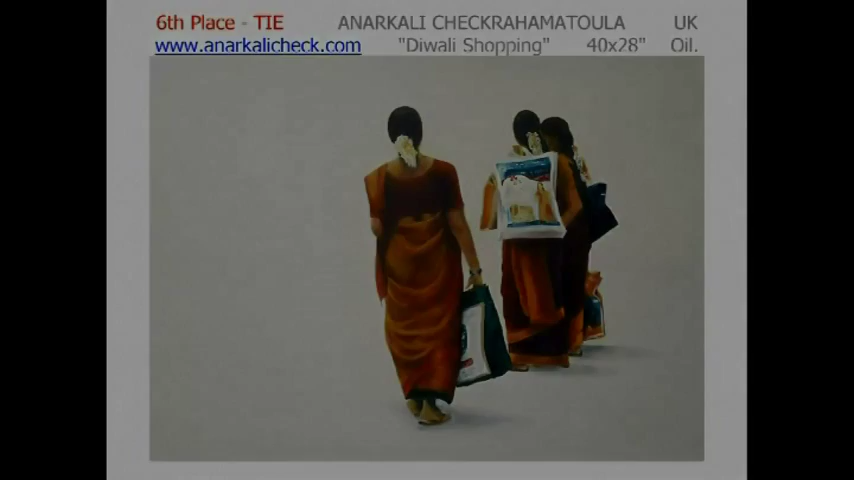 6th Place - TIE ANARKALI CHECKRAHAMATOULA UK
www.anarkalicheck.com "Diwali Shopping" 40x28" Oil.